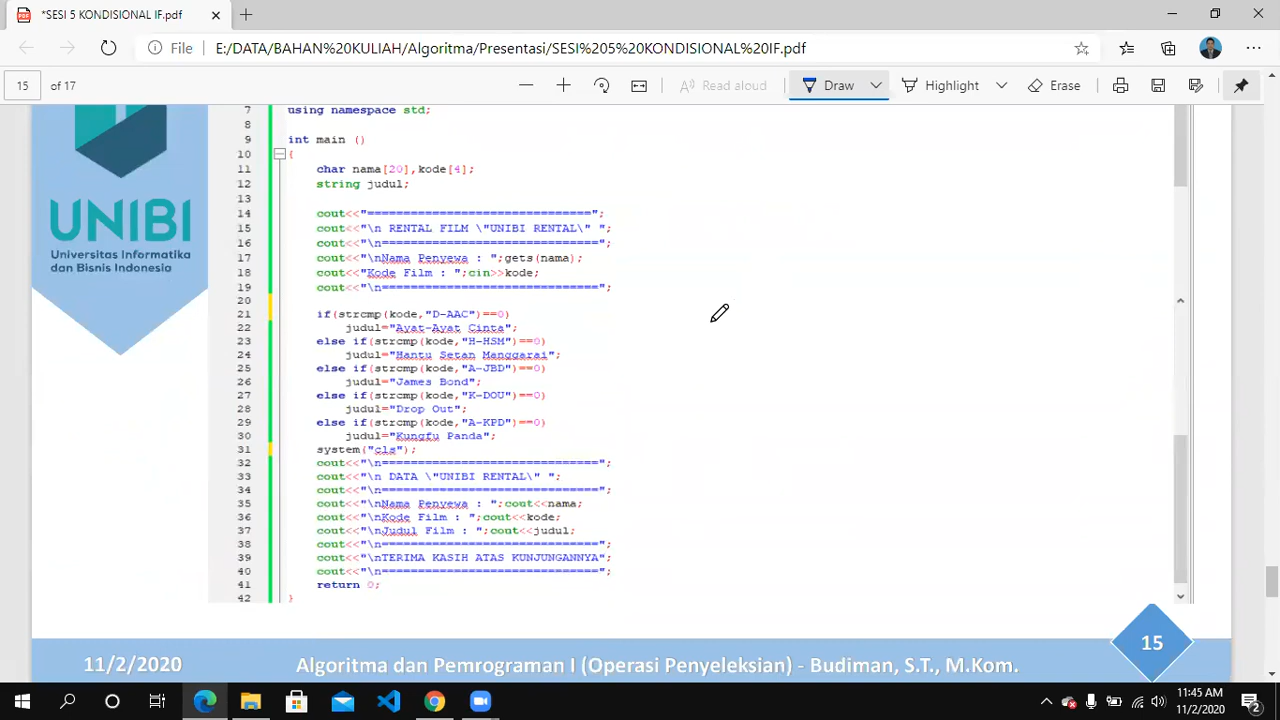 *SESI 5 KONDISIONAL IF.pdf
File E:/DATA/BAHAN%20KULIAH/Algoritma/Presentasi/SESI%205%20KONDISIONAL%20IF.pdf
15 of 17 Read aloud Draw Highlight Erase
UNIBI
Universitas Informatika
dan Bisnis Indonesia
7 using namespace std;
8
9 int main ()
10 {
11 char nama[20],kode[4];
12 string judul;
13
14 cout<<"===============================";
15 cout<<"\n RENTAL FILM \"UNIBI RENTAL\" ";
16 cout<<"\n==============================";
17 cout<<"\nNama Penyewa : ";gets(nama);
18 cout<<"Kode Film : ";cin>>kode;
19 cout<<"\n==============================";
20
21 if(strcmp(kode,"D-AAC")==0)
22 judul="Ayat-Ayat Cinta";
23 else if(strcmp(kode,"H-HSM")==0)
24 judul="Hantu Setan Manggarai";
25 else if(strcmp(kode,"A-JBD")==0)
26 judul="James Bond";
27 else if(strcmp(kode,"K-DOU")==0)
28 judul="Drop Out";
29 else if(strcmp(kode,"A-KPD")==0)
30 judul="Kungfu Panda";
31 system("cls");
32 cout<<"\n==============================";
33 cout<<"\n DATA \"UNIBI RENTAL\" ";
34 cout<<"\n==============================";
35 cout<<"\nNama Penyewa : ";cout<<nama;
36 cout<<"\nKode Film : ";cout<<kode;
37 cout<<"\nJudul Film : ";cout<<judul;
38 cout<<"\n==============================";
39 cout<<"\nTERIMA KASIH ATAS KUNJUNGANNYA";
40 cout<<"\n==============================";
41 return 0;
42 }
15
11/2/2020 Algoritma dan Pemrograman I (Operasi Penyeleksian) - Budiman, S.T., M.Kom.
11:45 AM
11/2/2020
2